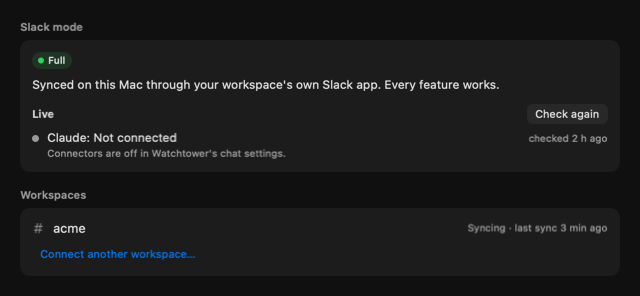 Slack mode
Full
Synced on this Mac through your workspace's own Slack app. Every feature works.
Live
Check again
Claude: Not connected
checked 2 h ago
Connectors are off in Watchtower's chat settings.
Workspaces
# acme
Syncing · last sync 3 min ago
Connect another workspace...